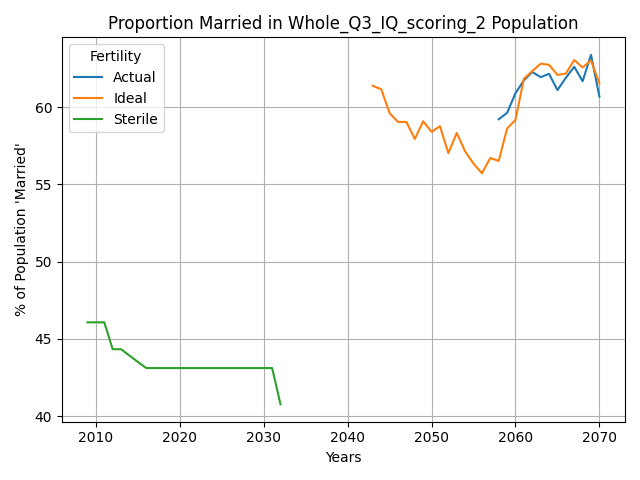 Proportion Married in Whole_Q3_IQ_scoring_2 Population
Fertility
Actual
Ideal
Sterile
% of Population 'Married'
60
55
50
45
40
2010 2020 2030 2040 2050 2060 2070
Years